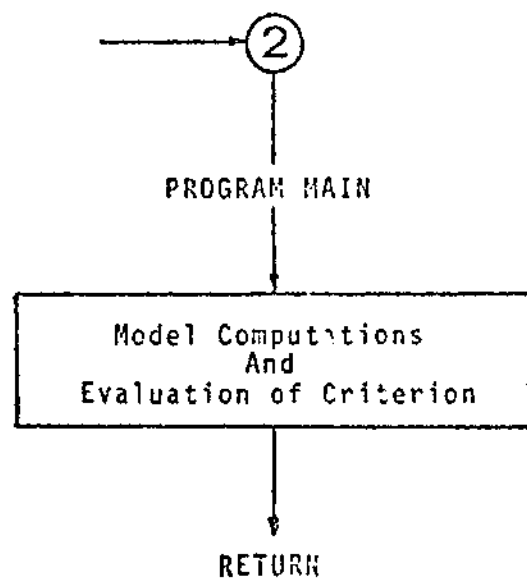 2
PROGRAM MAIN
Model Computations
And
Evaluation of Criterion
RETURN